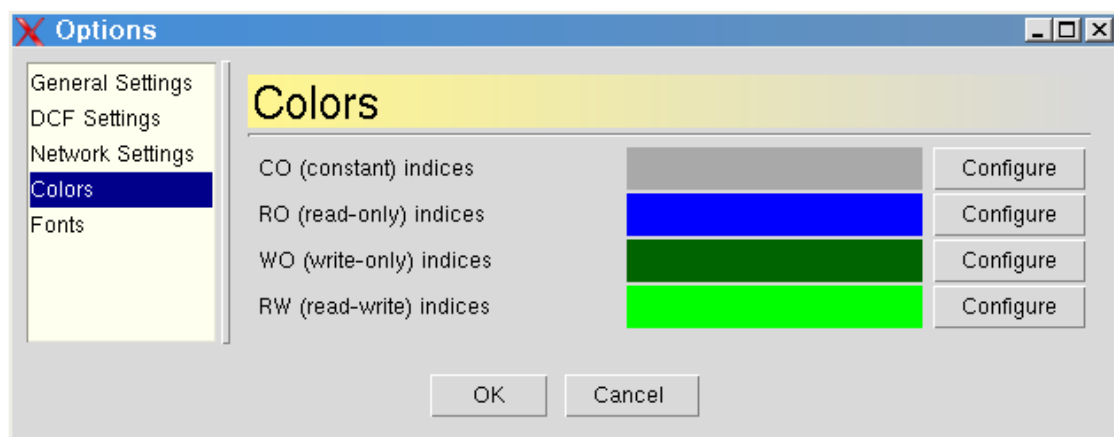 Options
General Settings
DCF Settings
Network Settings
Colors
Fonts
Colors
CO (constant) indices Configure
RO (read-only) indices Configure
WO (write-only) indices Configure
RW (read-write) indices Configure
OK Cancel